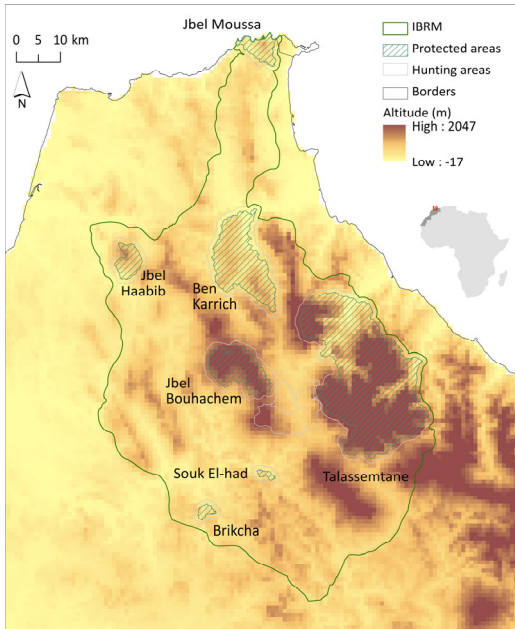 Jbel Moussa
0 5 10 km
N
IBRM
Protected areas
Hunting areas
Borders
Altitude (m)
High : 2047
Low : -17
Jbel
Haabib
Ben
Karrich
Jbel
Bouhachem
Souk El-had
Talassemtane
Brikcha